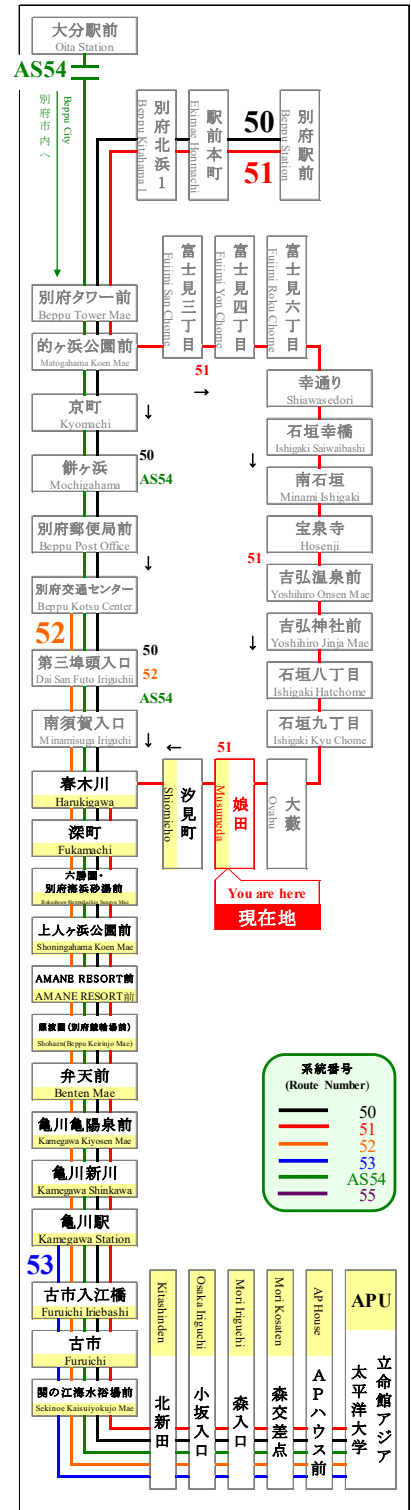 大分駅前
Oita Station
AS54
別府市内へ
Beppu City
別府北浜1
Beppu Kitahama 1
駅前本町
Ekimae Honmachi
50
51
別府駅前
Beppu Station
別府タワー前
Beppu Tower Mae
的ヶ浜公園前
Matogahama Koen Mae
富士見三丁目
Fujimi San Chome
富士見四丁目
Fujimi Yon Chome
富士見六丁目
Fujimi Roku Chome
51
→
京町
Kyomachi
↓
餅ヶ浜
Mochigahama
50
AS54
別府郵便局前
Beppu Post Office
↓
別府交通センター
Beppu Kotsu Center
52
第三埠頭入口
Dai San Futo Iriguchii
50
52
AS54
南須賀入口
Minamisuga Iriguchi
↓
幸通り
Shiawasedori
石垣幸橋
Ishigaki Saiwaibashi
↓
南石垣
Minami Ishigaki
宝泉寺
Hosenji
51
吉弘温泉前
Yoshihiro Onsen Mae
吉弘神社前
Yoshihiro Jinja Mae
↓
石垣八丁目
Ishigaki Hatchome
石垣九丁目
Ishigaki Kyu Chome
51
←
大藪
Oyabu
娘田
Musumeda
汐見町
Shiomicho
You are here
現在地
春木川
Harukigawa
深町
Fukamachi
六勝園・
別府海浜砂湯前
Rokushoen/Beppukaihin Sunayu Mae
上人ヶ浜公園前
Shoningahama Koen Mae
AMANE RESORT前
AMANE RESORT前
照波園(別府競輪場前)
Shohaen(Beppu Keirinjo Mae)
弁天前
Benten Mae
亀川亀陽泉前
Kamegawa Kiyosen Mae
亀川新川
Kamegawa Shinkawa
亀川駅
Kamegawa Station
53
古市入江橋
Furuichi Iriebashi
古市
Furuichi
関の江海水浴場前
Sekinoe Kaisuiyokujo Mae
Kitashinden
北新田
Osaka Iriguchi
小坂入口
Mori Iriguchi
森入口
Mori Kosaten
森交差点
AP House
APハウス前
APU
立命館アジア
太平洋大学
系統番号
(Route Number)
50
51
52
53
AS54
55